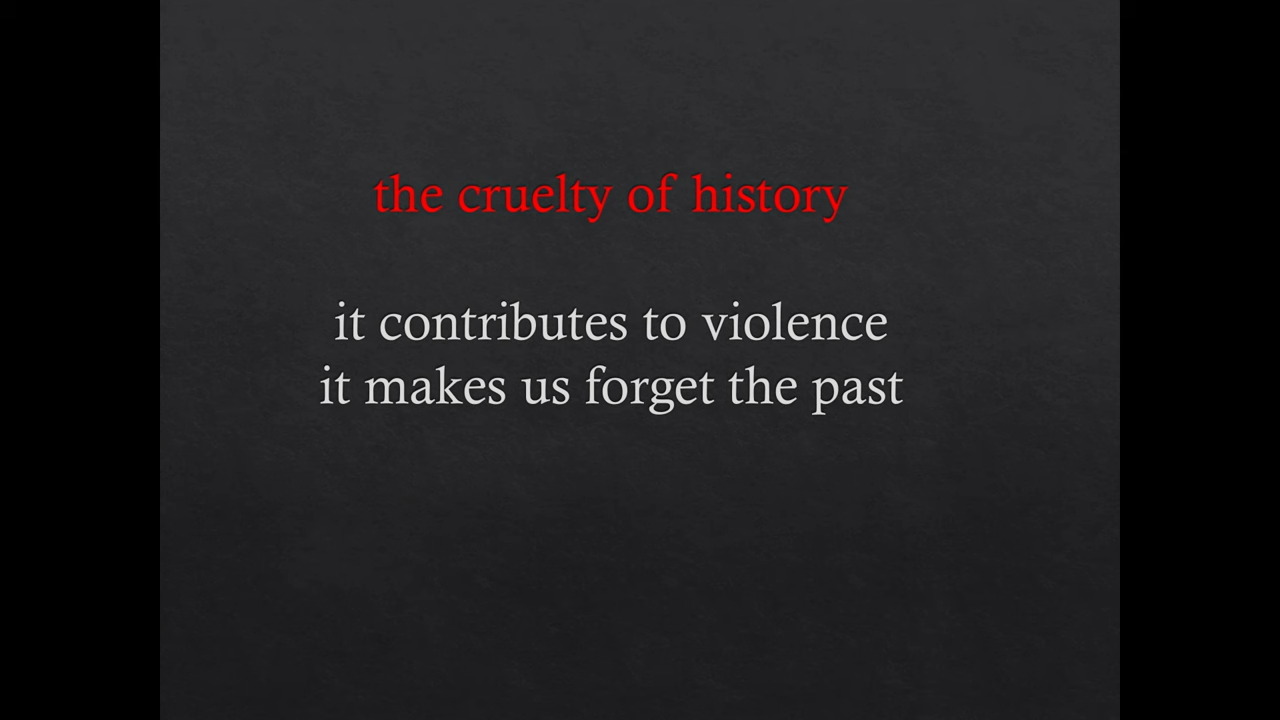 the cruelty of history
it contributes to violence
it makes us forget the past